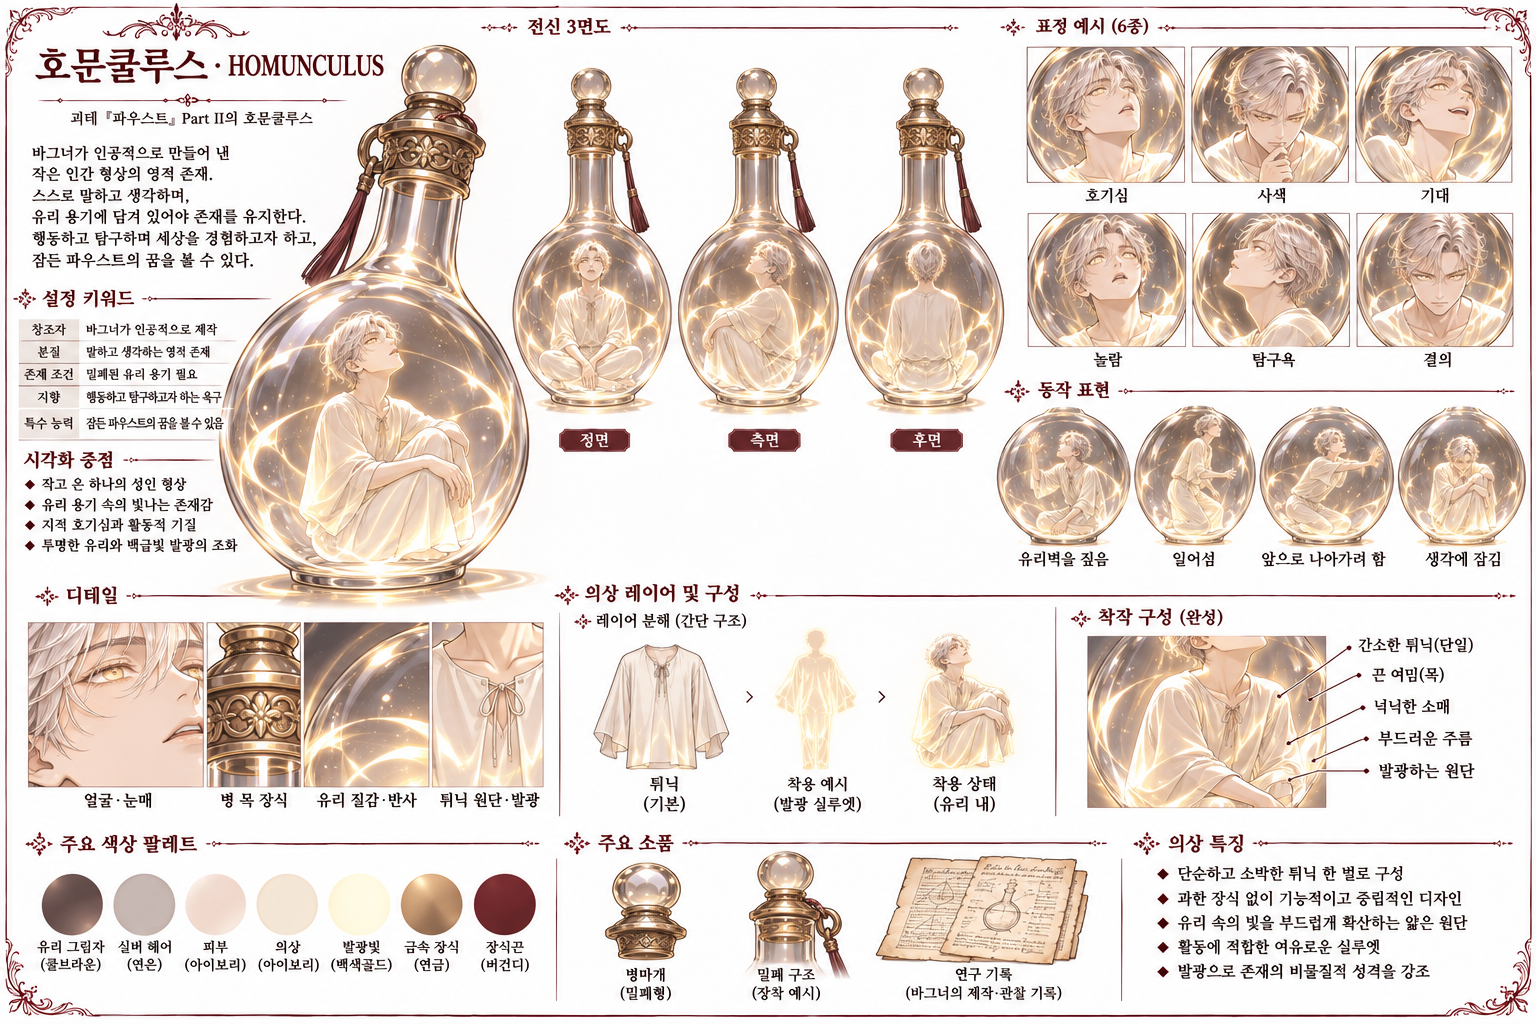 호문쿨루스 · HOMUNCULUS
괴테 『파우스트』 Part II의 호문쿨루스
바그너가 인공적으로 만들어 낸
작은 인간 형상의 영적 존재.
스스로 말하고 생각하며,
유리 용기에 담겨 있어야 존재를 유지한다.
행동하고 탐구하며 세상을 경험하고자 하고,
잠든 파우스트의 꿈을 볼 수 있다.
설정 키워드
창조자 바그너가 인공적으로 제작
본질 말하고 생각하는 영적 존재
존재 조건 밀폐된 유리 용기 필요
지향 행동하고 탐구하고자 하는 욕구
특수 능력 잠든 파우스트의 꿈을 볼 수 있음
시각화 중점
◆ 작고 온 하나의 성인 형상
◆ 유리 용기 속의 빛나는 존재감
◆ 지적 호기심과 활동적 기질
◆ 투명한 유리와 백금빛 발광의 조화
전신 3면도
정면
측면
후면
표정 예시 (6종)
호기심
사색
기대
놀람
탐구욕
결의
동작 표현
유리벽을 짚음
일어섬
앞으로 나아가려 함
생각에 잠김
디테일
얼굴·눈매
병 목 장식
유리 질감·반사
튀닉 원단·발광
의상 레이어 및 구성
레이어 분해 (간단 구조)
튀닉
(기본)
착용 예시
(발광 실루엣)
착용 상태
(유리 내)
착작 구성 (완성)
간소한 튀닉(단일)
끈 여밈(목)
넉넉한 소매
부드러운 주름
발광하는 원단
주요 색상 팔레트
유리 그림자
(쿨브라운)
실버 헤어
(연은)
피부
(아이보리)
의상
(아이보리)
발광빛
(백색골드)
금속 장식
(연금)
장식끈
(버건디)
주요 소품
병마개
(밀폐형)
밀폐 구조
(장착 예시)
연구 기록
(바그너의 제작·관찰 기록)
의상 특징
◆ 단순하고 소박한 튀닉 한 벌로 구성
◆ 과한 장식 없이 기능적이고 중립적인 디자인
◆ 유리 속의 빛을 부드럽게 확산하는 얇은 원단
◆ 활동에 적합한 여유로운 실루엣
◆ 발광으로 존재의 비물질적 성격을 강조